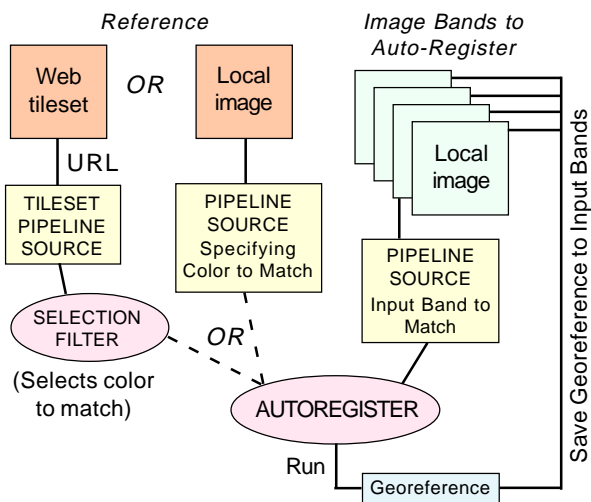 Reference
Image Bands to
Auto-Register
Web
tileset
OR
Local
image
Local
image
URL
TILESET
PIPELINE
SOURCE
PIPELINE
SOURCE
Specifying
Color to Match
PIPELINE
SOURCE
Input Band to
Match
SELECTION
FILTER
OR
(Selects color
to match)
AUTOREGISTER
Run
Georeference
Save Georeference to Input Bands